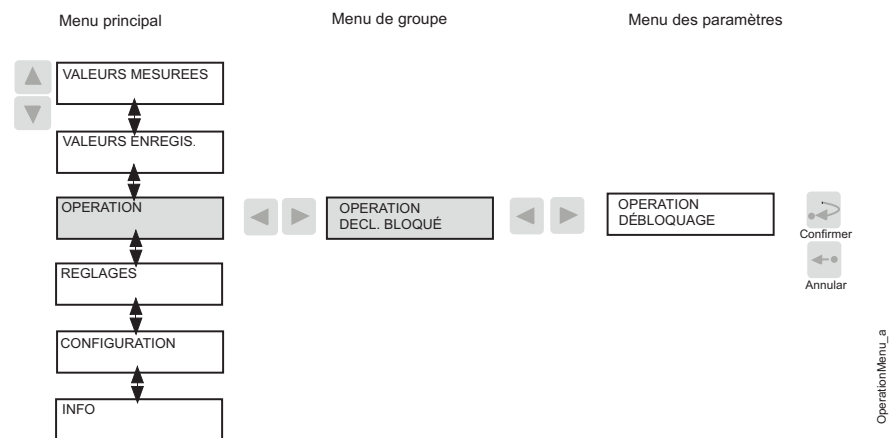 Menu principal
Menu de groupe
Menu des paramètres
VALEURS MESUREES
VALEURS ENREGIS.
OPERATION
OPERATION
DECL. BLOQUÉ
OPERATION
DÉBLOQUAGE
Confirmer
Annular
REGLAGES
CONFIGURATION
INFO
OperationMenu_a